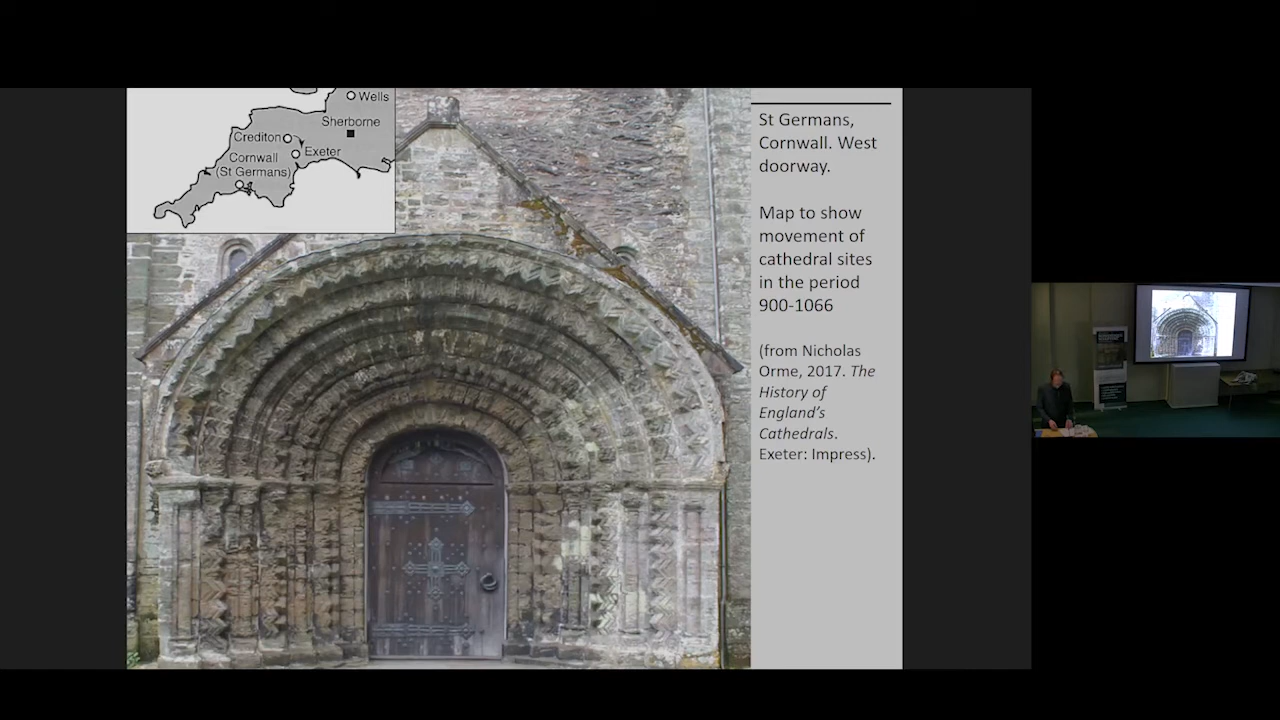 Wells
Sherborne
Crediton
Exeter
Cornwall
(St Germans)
St Germans,
Cornwall. West
doorway.
Map to show
movement of
cathedral sites
in the period
900-1066
(from Nicholas
Orme, 2017. The
History of
England’s
Cathedrals.
Exeter: Impress).